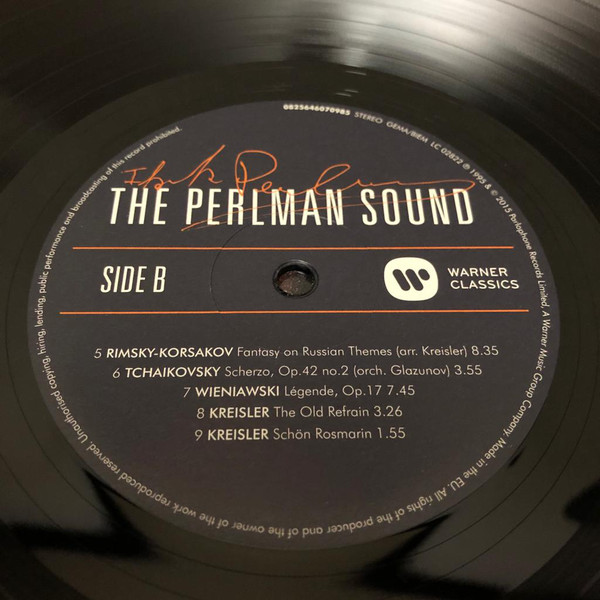 0825646070985 STEREO GEMA/BIEM LC 02822 ℗ 1995 & © 2015 Parlophone Records Limited. A Warner Music Group Company. Made in the EU. All rights of the producer and of the owner of the work reproduced reserved. Unauthorised copying, hiring, lending, public performance and broadcasting of this record prohibited.
Itzhak Perlman
THE PERLMAN SOUND
SIDE B
WARNER
CLASSICS
5 RIMSKY-KORSAKOV Fantasy on Russian Themes (arr. Kreisler) 8.35
6 TCHAIKOVSKY Scherzo, Op.42 no.2 (orch. Glazunov) 3.55
7 WIENIAWSKI Légende, Op.17 7.45
8 KREISLER The Old Refrain 3.26
9 KREISLER Schön Rosmarin 1.55